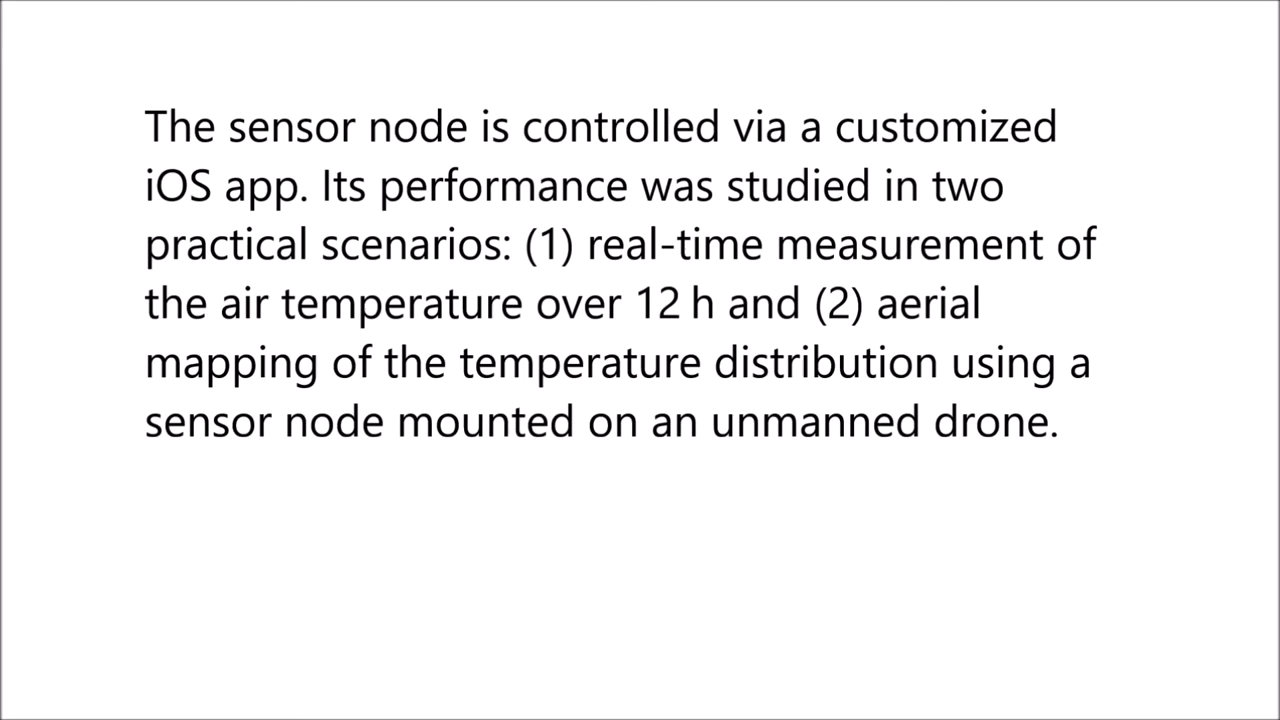 The sensor node is controlled via a customized
iOS app. Its performance was studied in two
practical scenarios: (1) real-time measurement of
the air temperature over 12 h and (2) aerial
mapping of the temperature distribution using a
sensor node mounted on an unmanned drone.